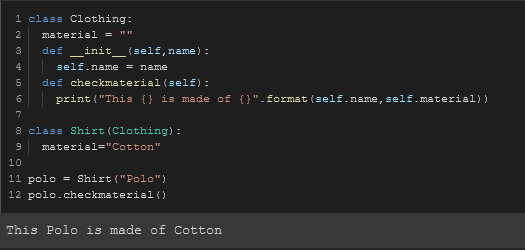 1 class Clothing:
2   material = ""
3   def __init__(self,name):
4     self.name = name
5   def checkmaterial(self):
6     print("This {} is made of {}".format(self.name,self.material))
7
8 class Shirt(Clothing):
9   material="Cotton"
10
11 polo = Shirt("Polo")
12 polo.checkmaterial()
This Polo is made of Cotton